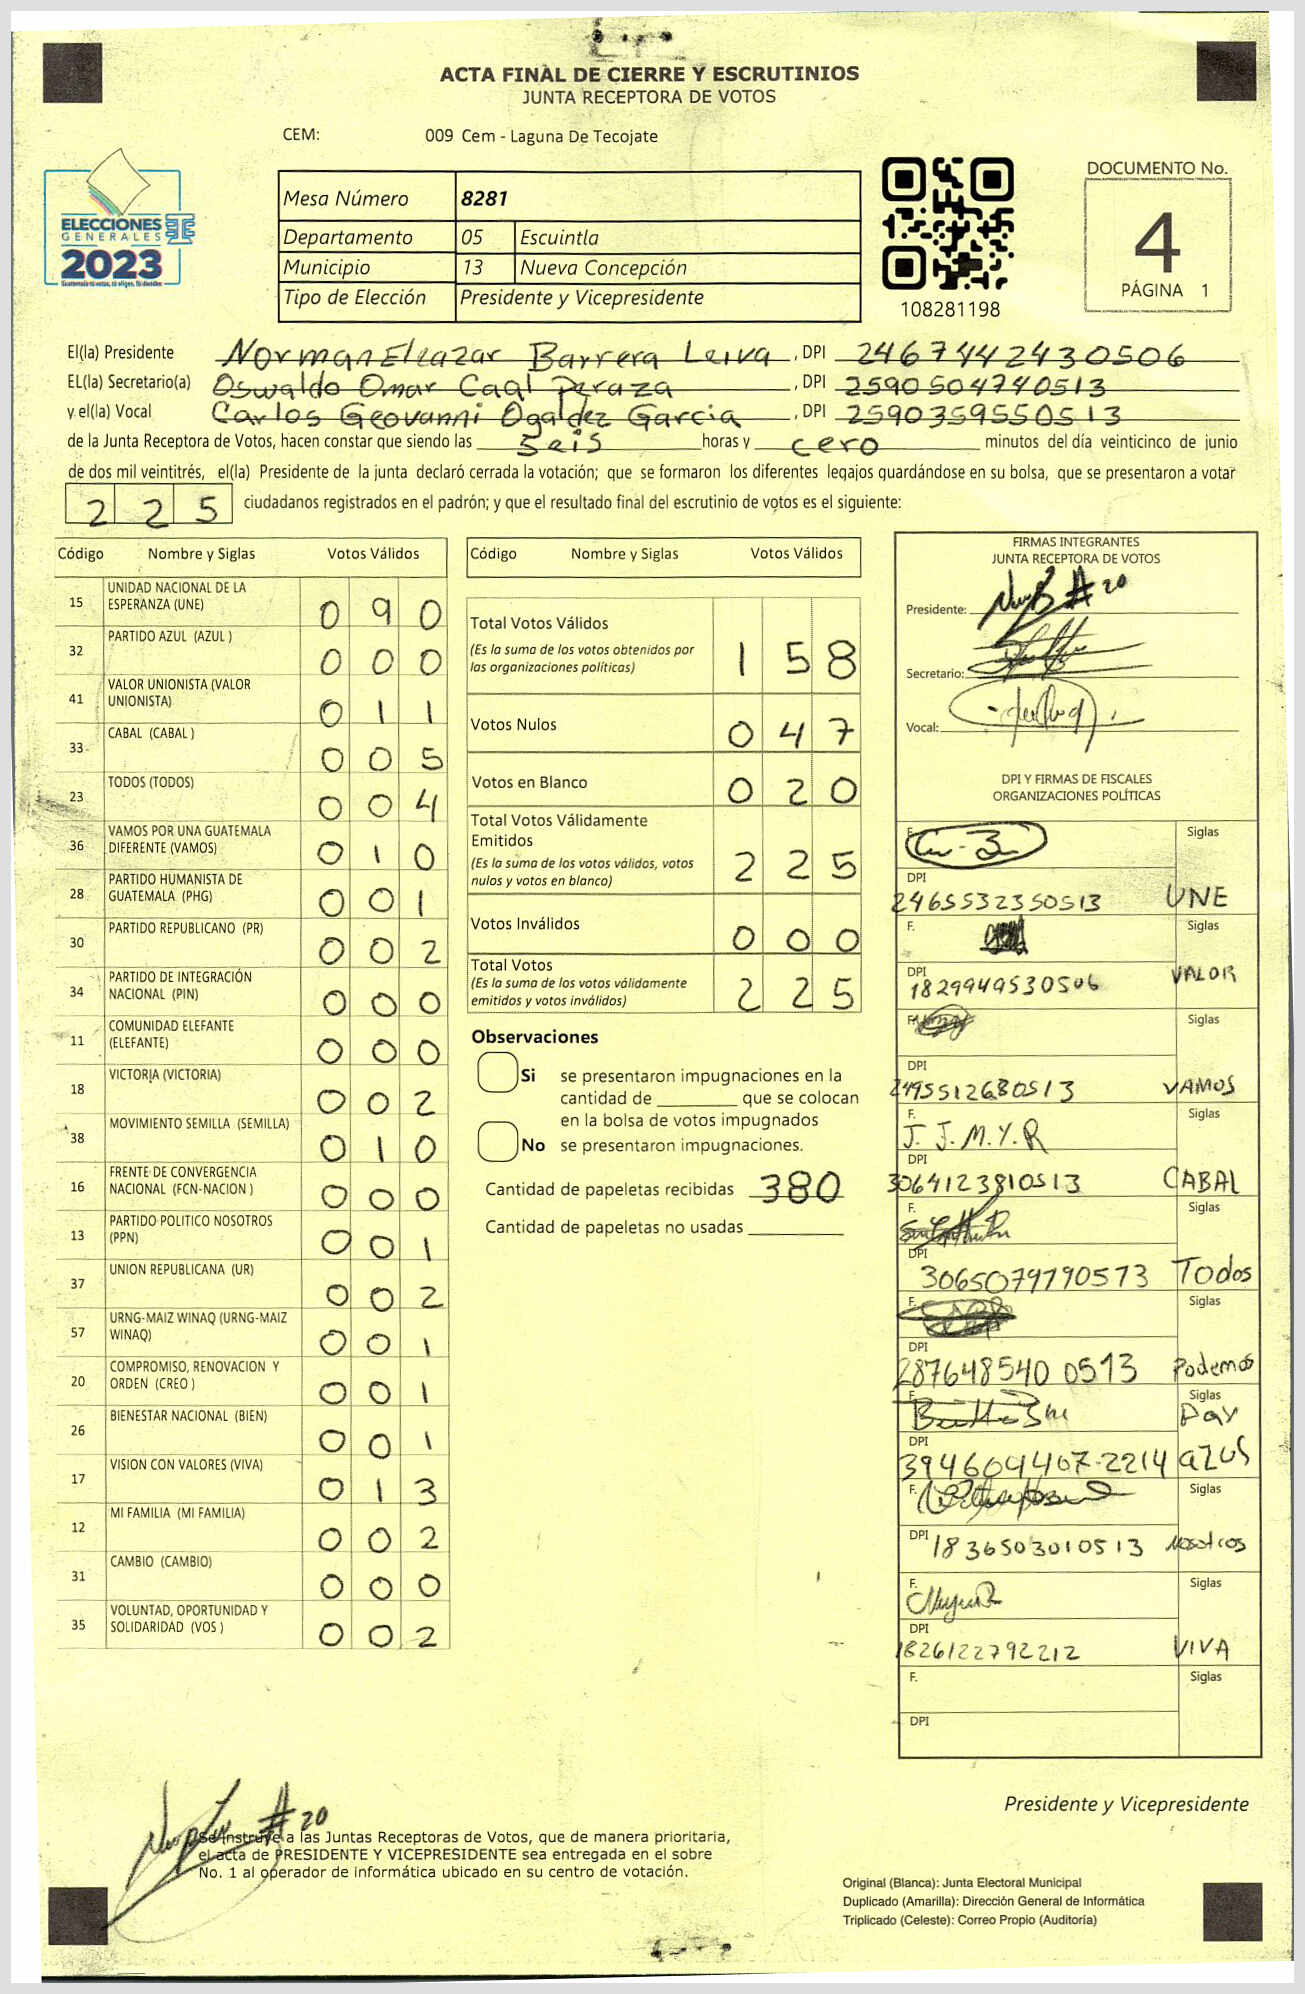 ACTA FINAL DE CIERRE Y ESCRUTINIOS
JUNTA RECEPTORA DE VOTOS
CEM: 009 Cem - Laguna De Tecojate
ELECCIONES
GENERALES
2023
Guatemala tú votas, tú eliges, tú decides
Mesa Número 8281
Departamento 05 Escuintla
Municipio 13 Nueva Concepción
Tipo de Elección Presidente y Vicepresidente
108281198
DOCUMENTO No.
4
PÁGINA 1
El(la) Presidente Norman Eleazar Barrera Leiva , DPI 2467442430506
EL(la) Secretario(a) Oswaldo Omar Caal Peraza , DPI 2590504740513
y el(la) Vocal Carlos Geovanni Ogaldez Garcia , DPI 2590359550513
de la Junta Receptora de Votos, hacen constar que siendo las seis horas y cero minutos del día veinticinco de junio
de dos mil veintitrés, el(la) Presidente de la junta declaró cerrada la votación; que se formaron los diferentes legajos guardándose en su bolsa, que se presentaron a votar
225 ciudadanos registrados en el padrón; y que el resultado final del escrutinio de votos es el siguiente:
Código Nombre y Siglas Votos Válidos
15 UNIDAD NACIONAL DE LA
ESPERANZA (UNE) 0 9 0
32 PARTIDO AZUL (AZUL ) 0 0 0
41 VALOR UNIONISTA (VALOR
UNIONISTA) 0 1 1
33 CABAL (CABAL ) 0 0 5
23 TODOS (TODOS) 0 0 4
36 VAMOS POR UNA GUATEMALA
DIFERENTE (VAMOS) 0 1 0
28 PARTIDO HUMANISTA DE
GUATEMALA (PHG) 0 0 1
30 PARTIDO REPUBLICANO (PR) 0 0 2
34 PARTIDO DE INTEGRACIÓN
NACIONAL (PIN) 0 0 0
11 COMUNIDAD ELEFANTE
(ELEFANTE) 0 0 0
18 VICTORIA (VICTORIA) 0 0 2
38 MOVIMIENTO SEMILLA (SEMILLA) 0 1 0
16 FRENTE DE CONVERGENCIA
NACIONAL (FCN-NACION ) 0 0 0
13 PARTIDO POLITICO NOSOTROS
(PPN) 0 0 1
37 UNION REPUBLICANA (UR) 0 0 2
57 URNG-MAIZ WINAQ (URNG-MAIZ
WINAQ) 0 0 1
20 COMPROMISO, RENOVACION Y
ORDEN (CREO ) 0 0 1
26 BIENESTAR NACIONAL (BIEN) 0 0 1
17 VISION CON VALORES (VIVA) 0 1 3
12 MI FAMILIA (MI FAMILIA) 0 0 2
31 CAMBIO (CAMBIO) 0 0 0
35 VOLUNTAD, OPORTUNIDAD Y
SOLIDARIDAD (VOS ) 0 0 2
Código Nombre y Siglas Votos Válidos
Total Votos Válidos
(Es la suma de los votos obtenidos por
las organizaciones políticas) 1 5 8
Votos Nulos 0 4 7
Votos en Blanco 0 2 0
Total Votos Válidamente
Emitidos
(Es la suma de los votos válidos, votos
nulos y votos en blanco) 2 2 5
Votos Inválidos 0 0 0
Total Votos
(Es la suma de los votos válidamente
emitidos y votos inválidos) 2 2 5
Observaciones
Si se presentaron impugnaciones en la
cantidad de ________ que se colocan
en la bolsa de votos impugnados
No se presentaron impugnaciones.
Cantidad de papeletas recibidas 380
Cantidad de papeletas no usadas
FIRMAS INTEGRANTES
JUNTA RECEPTORA DE VOTOS
Presidente: #20
Secretario:
Vocal:
DPI Y FIRMAS DE FISCALES
ORGANIZACIONES POLÍTICAS
F. Siglas
DPI
2465532350513 UNE
F. Siglas
DPI
1829949530506 VALOR
F. Siglas
DPI
2495512680513 VAMOS
F. Siglas
J. J. M. Y. R
DPI
3064123810513 CABAL
F. Siglas
DPI
3065079790573 Todos
F. Siglas
DPI
2876485400513 Podemos
F. Siglas
DPI
394604407-2214
F. Siglas
DPI 1836503010513 Nosotros
F. Siglas
DPI
1826122792212 VIVA
F. Siglas
DPI
Presidente y Vicepresidente
#20
Se instruye a las Juntas Receptoras de Votos, que de manera prioritaria,
el acta de PRESIDENTE Y VICEPRESIDENTE sea entregada en el sobre
No. 1 al operador de informática ubicado en su centro de votación.
Original (Blanca): Junta Electoral Municipal
Duplicado (Amarilla): Dirección General de Informática
Triplicado (Celeste): Correo Propio (Auditoría)